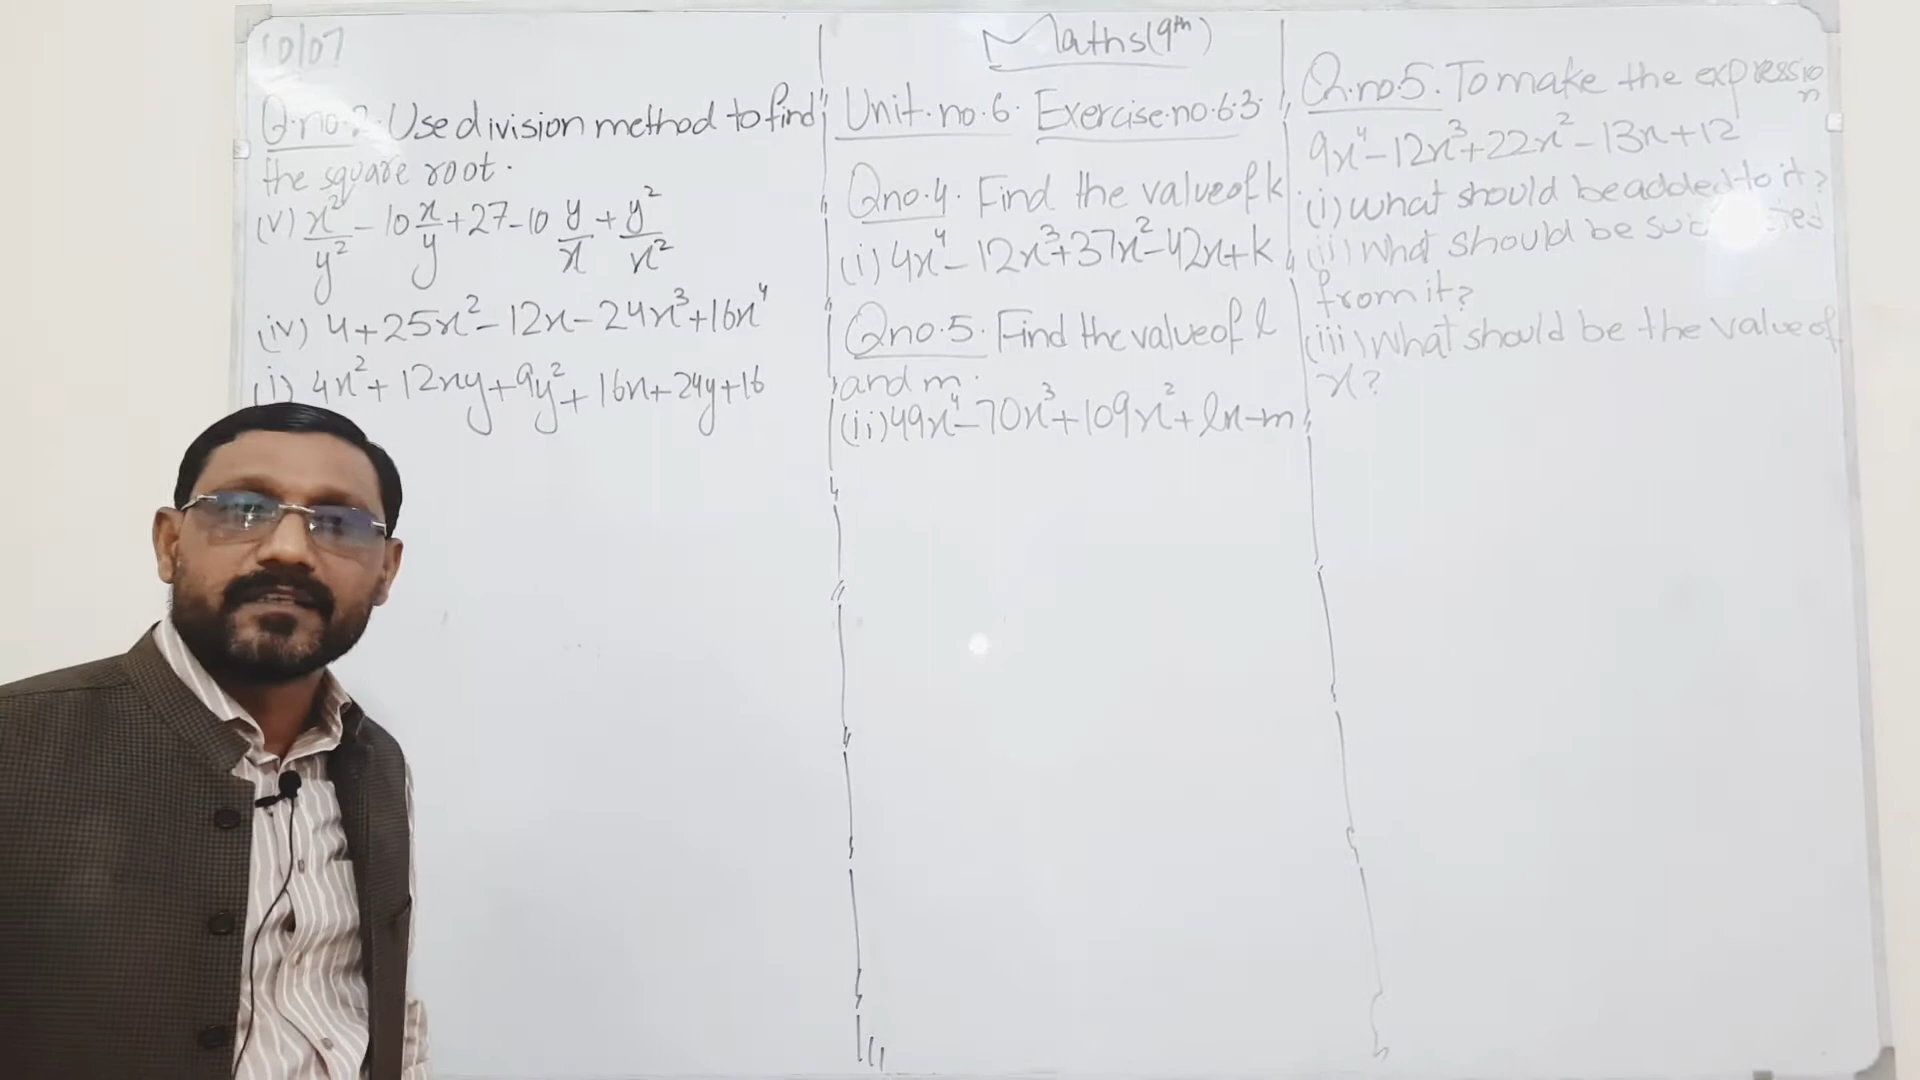 10/07
Q.no.2. Use division method to find
the square root.
(v) x²/y² - 10 x/y + 27 - 10 y/x + y²/x²
(iv) 4+25x²-12x-24x³+16x⁴
(i) 4x²+12xy+9y²+16x+24y+16
Maths(9th)
Unit.no.6. Exercise.no.6.3.
Qno.4. Find the value of k.
(i) 4x⁴-12x³+37x²-42x+k
Qno.5. Find the value of l
and m.
(ii) 49x⁴-70x³+109x²+lx-m
Q.no.5. To make the expression
9x⁴-12x³+22x²-13x+12
(i) What should be added to it?
(ii) What should be
from it?
(iii) What should be the value of
x?